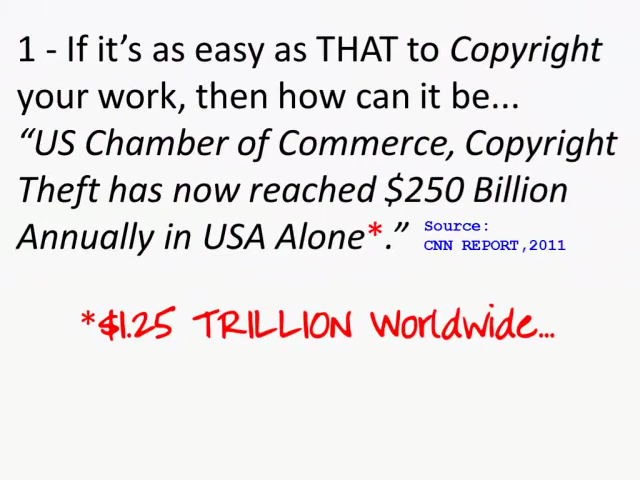 1 - If it’s as easy as THAT to Copyright
your work, then how can it be...
“US Chamber of Commerce, Copyright
Theft has now reached $250 Billion
Annually in USA Alone*.”
Source:
CNN REPORT,2011
*$1.25 TRILLION Worldwide...